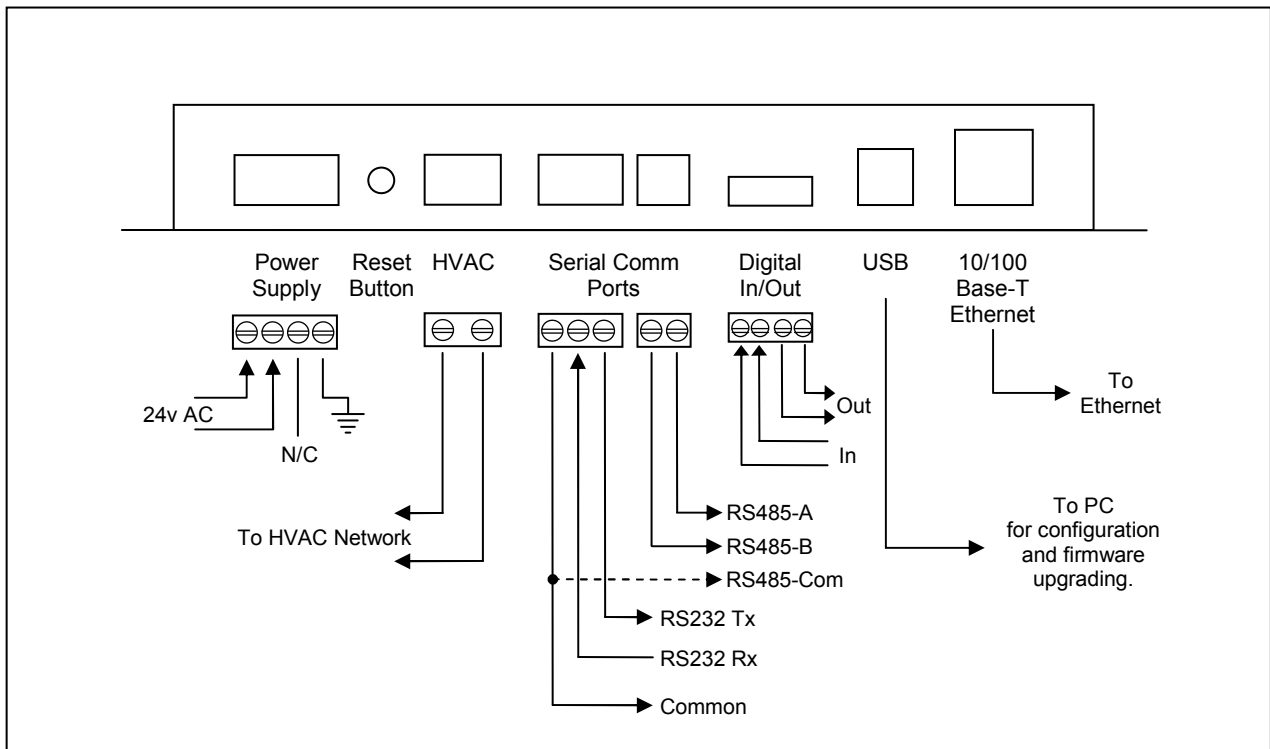 Power
Supply
Reset
Button
HVAC
Serial Comm
Ports
Digital
In/Out
USB
10/100
Base-T
Ethernet
24v AC
N/C
Out
In
To
Ethernet
To HVAC Network
RS485-A
RS485-B
RS485-Com
RS232 Tx
RS232 Rx
Common
To PC
for configuration
and firmware
upgrading.